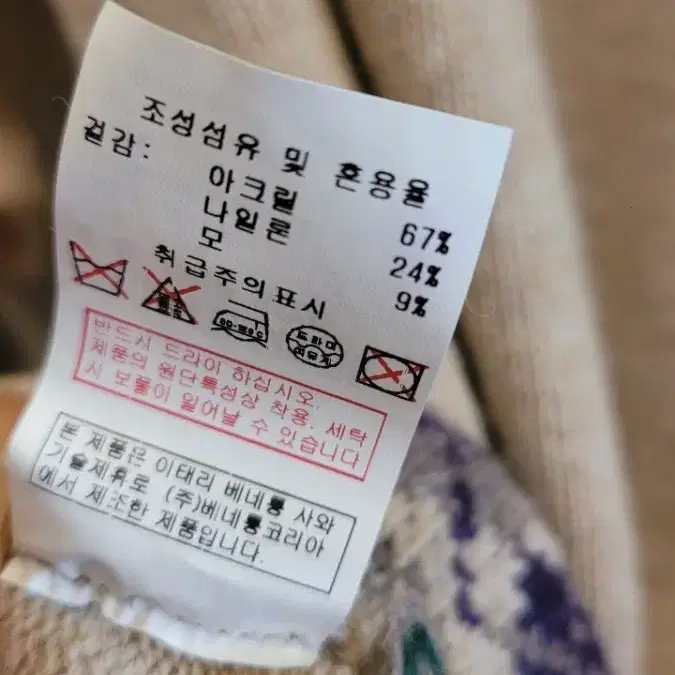 조성섬유 및 혼용율
겉감:
아크릴 67%
나일론 24%
모 9%
취급주의표시
드라이
반드시 드라이 하십시오.
제품의 원단특성상 착용. 세탁
시 보풀이 일어날 수 있습니다
본 제품은 이태리 베네통 사와
기술제휴로 (주)베네통코리아
에서 제조한 제품입니다.